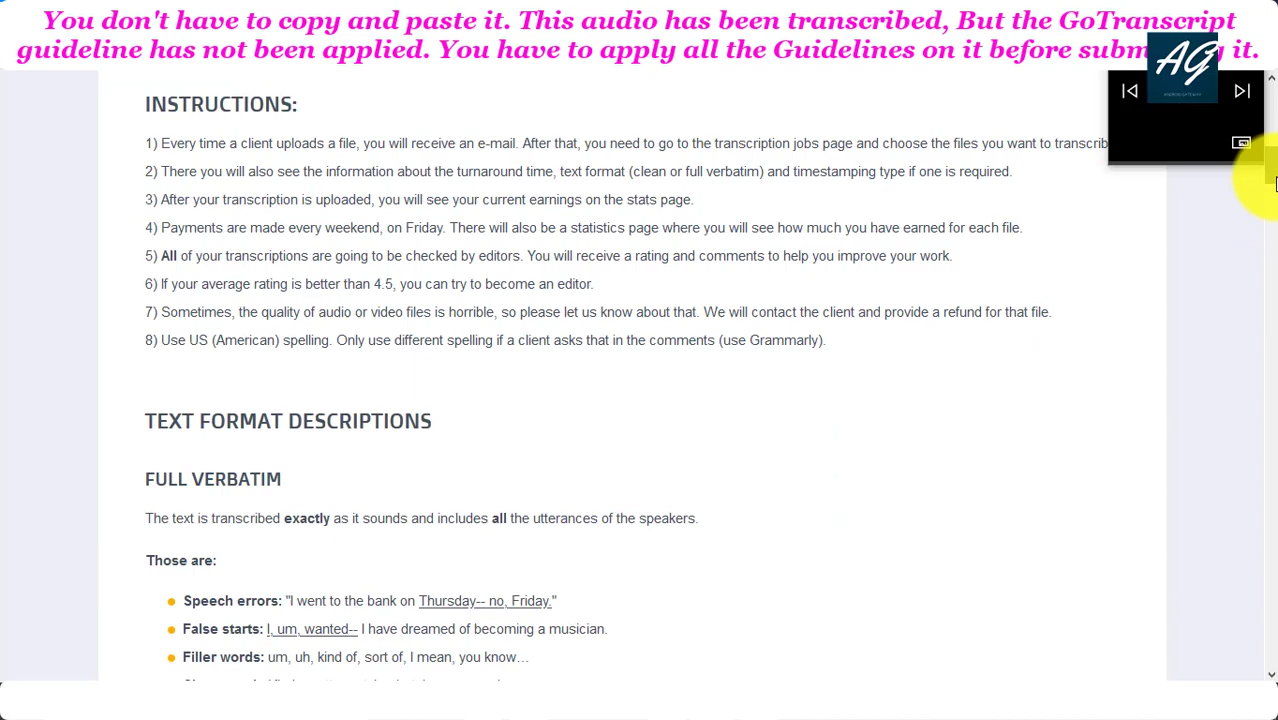 You don't have to copy and paste it. This audio has been transcribed, But the GoTranscript
guideline has not been applied. You have to apply all the Guidelines on it before subm g it.
AG
INSTRUCTIONS:
1) Every time a client uploads a file, you will receive an e-mail. After that, you need to go to the transcription jobs page and choose the files you want to transcrib
2) There you will also see the information about the turnaround time, text format (clean or full verbatim) and timestamping type if one is required.
3) After your transcription is uploaded, you will see your current earnings on the stats page.
4) Payments are made every weekend, on Friday. There will also be a statistics page where you will see how much you have earned for each file.
5) All of your transcriptions are going to be checked by editors. You will receive a rating and comments to help you improve your work.
6) If your average rating is better than 4.5, you can try to become an editor.
7) Sometimes, the quality of audio or video files is horrible, so please let us know about that. We will contact the client and provide a refund for that file.
8) Use US (American) spelling. Only use different spelling if a client asks that in the comments (use Grammarly).
TEXT FORMAT DESCRIPTIONS
FULL VERBATIM
The text is transcribed exactly as it sounds and includes all the utterances of the speakers.
Those are:
Speech errors: "I went to the bank on Thursday-- no, Friday."
False starts: I, um, wanted-- I have dreamed of becoming a musician.
Filler words: um, uh, kind of, sort of, I mean, you know…